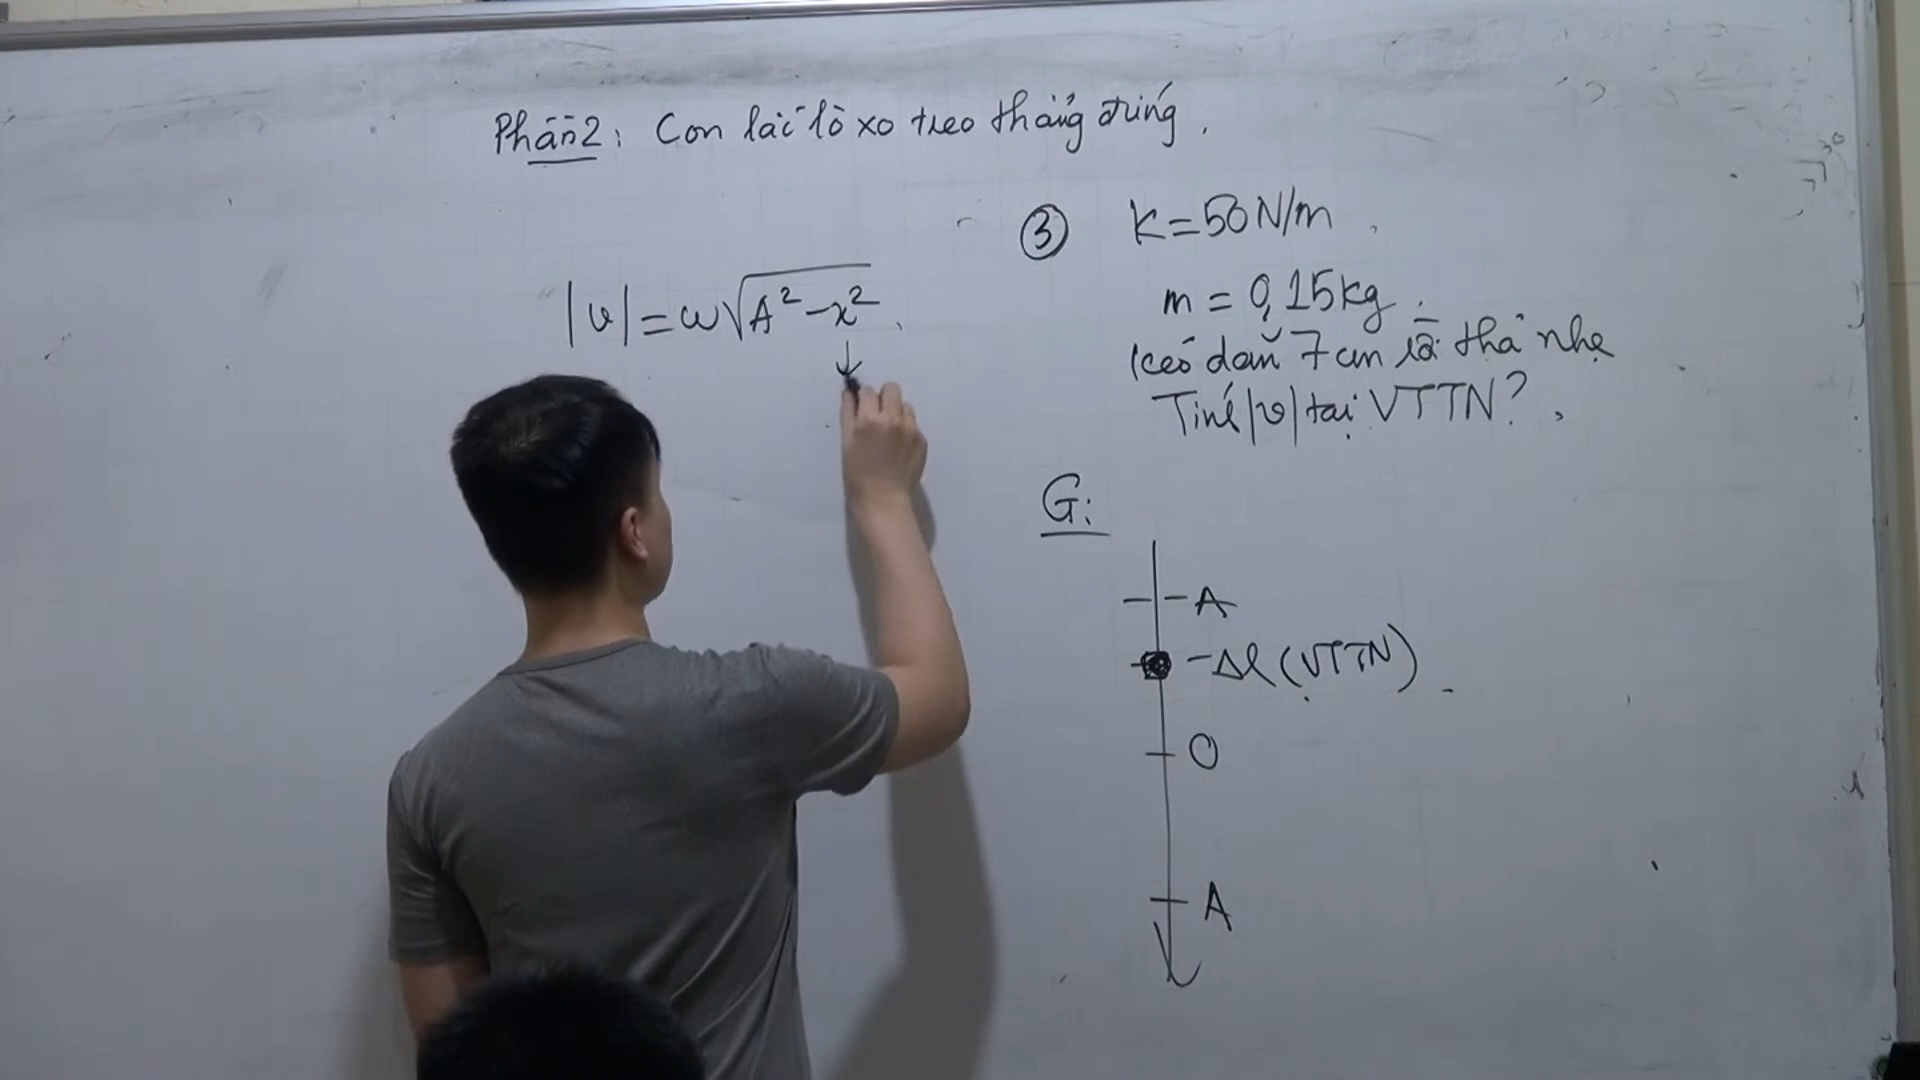 Phần 2: Con lắc lò xo treo thẳng đứng.
|v| = ω√A² - x²
③ K = 50 N/m
m = 0,15 kg.
kéo dãn 7 cm rồi thả nhẹ
Tính |v| tại VTTN?
G:
-A
-Δl (VTTN)
O
A